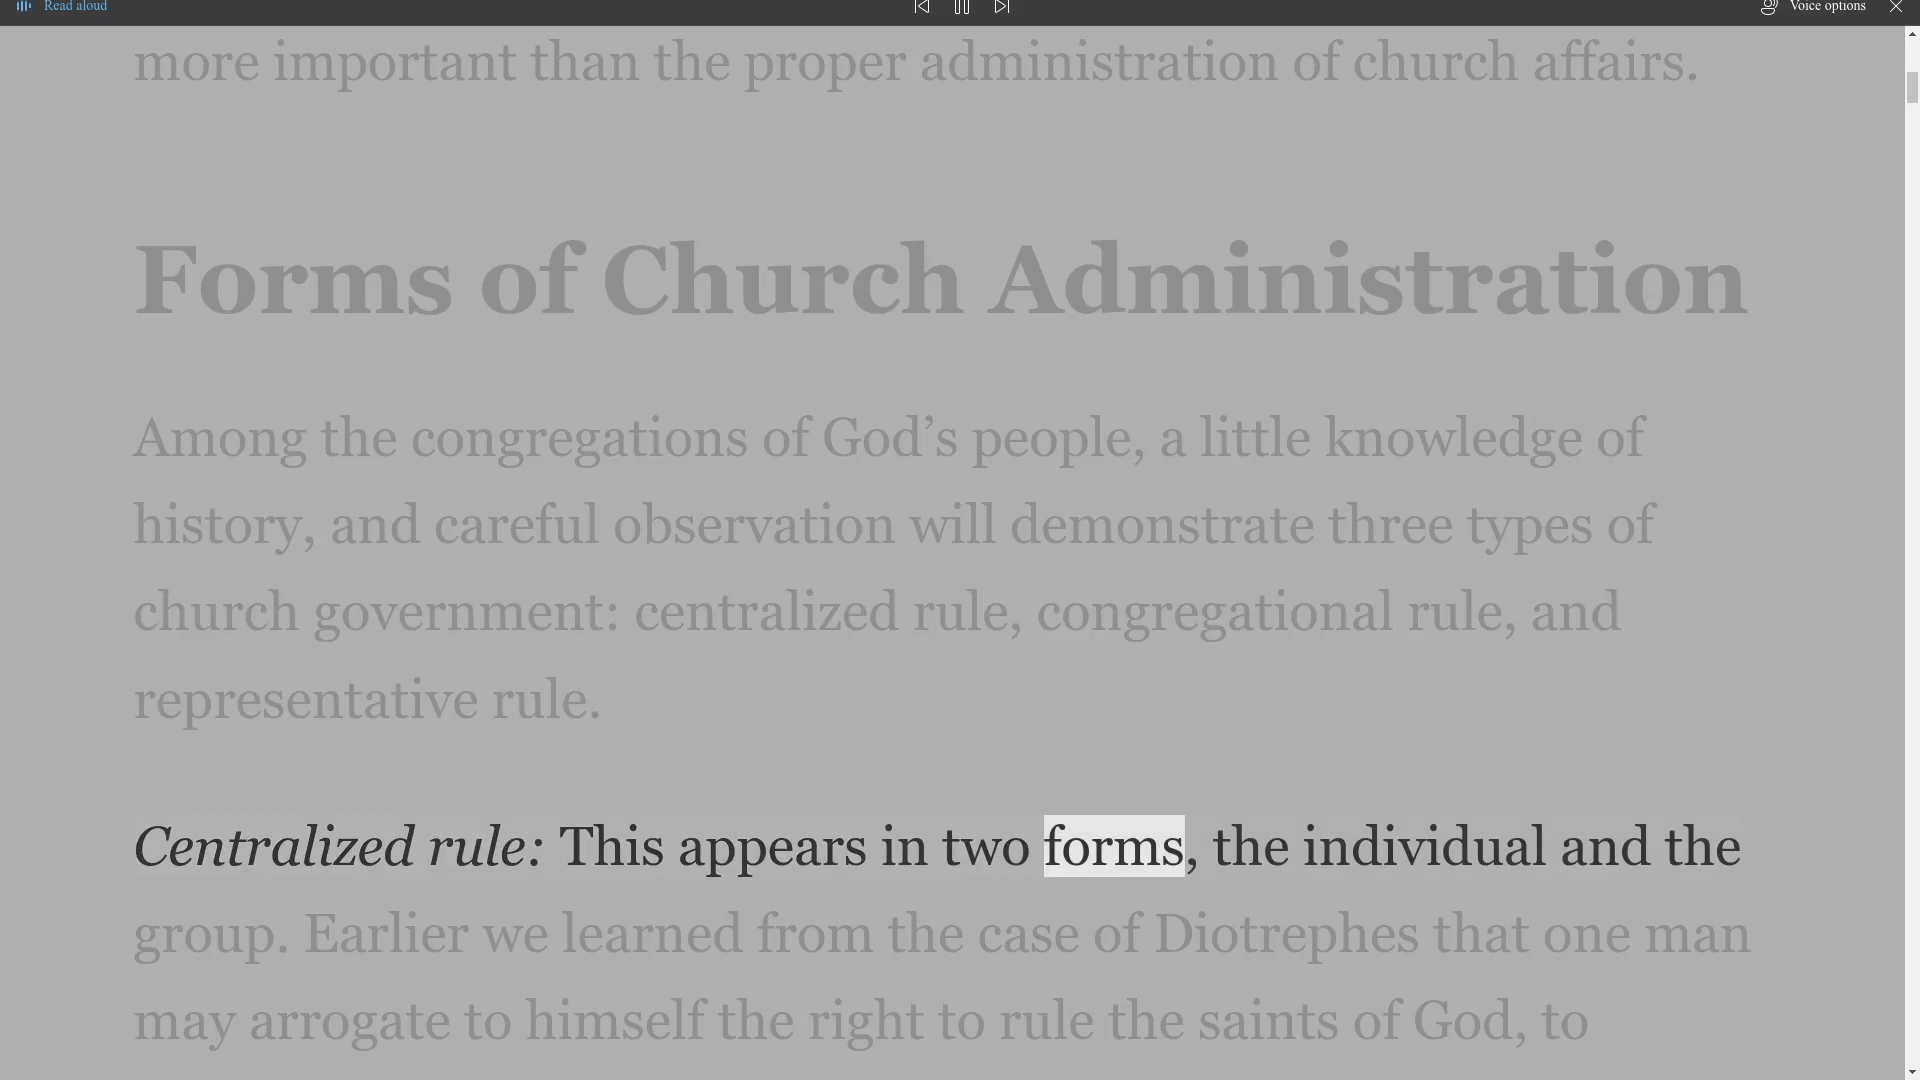 Read aloud
Voice options
more important than the proper administration of church affairs.
Forms of Church Administration
Among the congregations of God’s people, a little knowledge of
history, and careful observation will demonstrate three types of
church government: centralized rule, congregational rule, and
representative rule.
Centralized rule: This appears in two forms, the individual and the
group. Earlier we learned from the case of Diotrephes that one man
may arrogate to himself the right to rule the saints of God, to